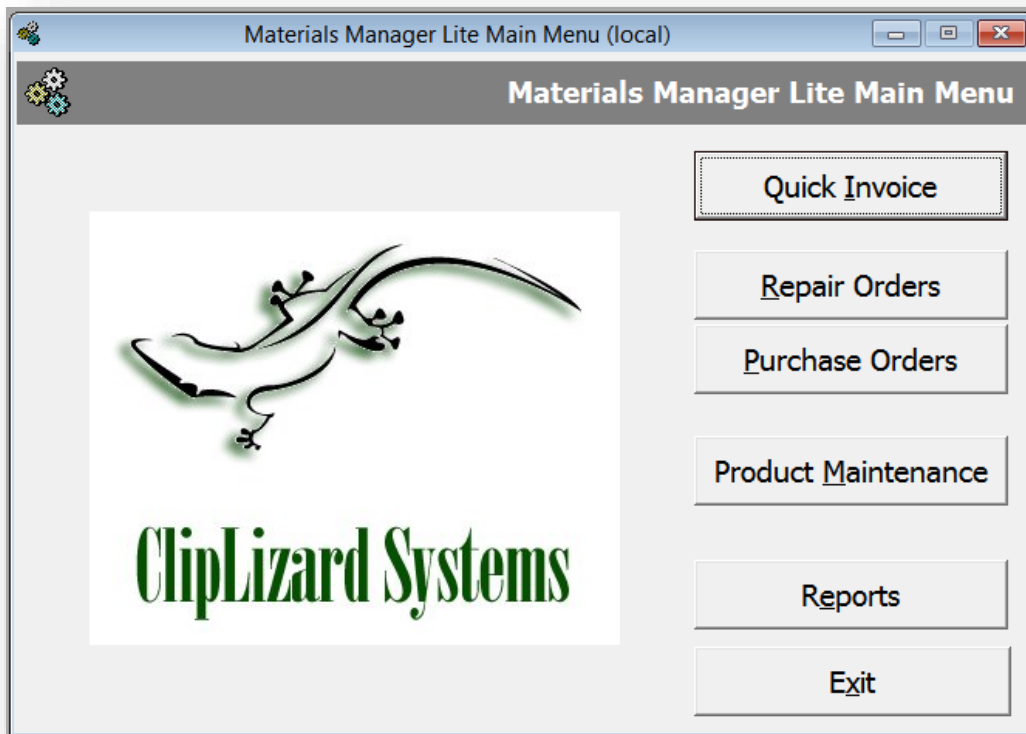 Materials Manager Lite Main Menu (local)
Materials Manager Lite Main Menu
Quick Invoice
Repair Orders
Purchase Orders
Product Maintenance
ClipLizard Systems
Reports
Exit